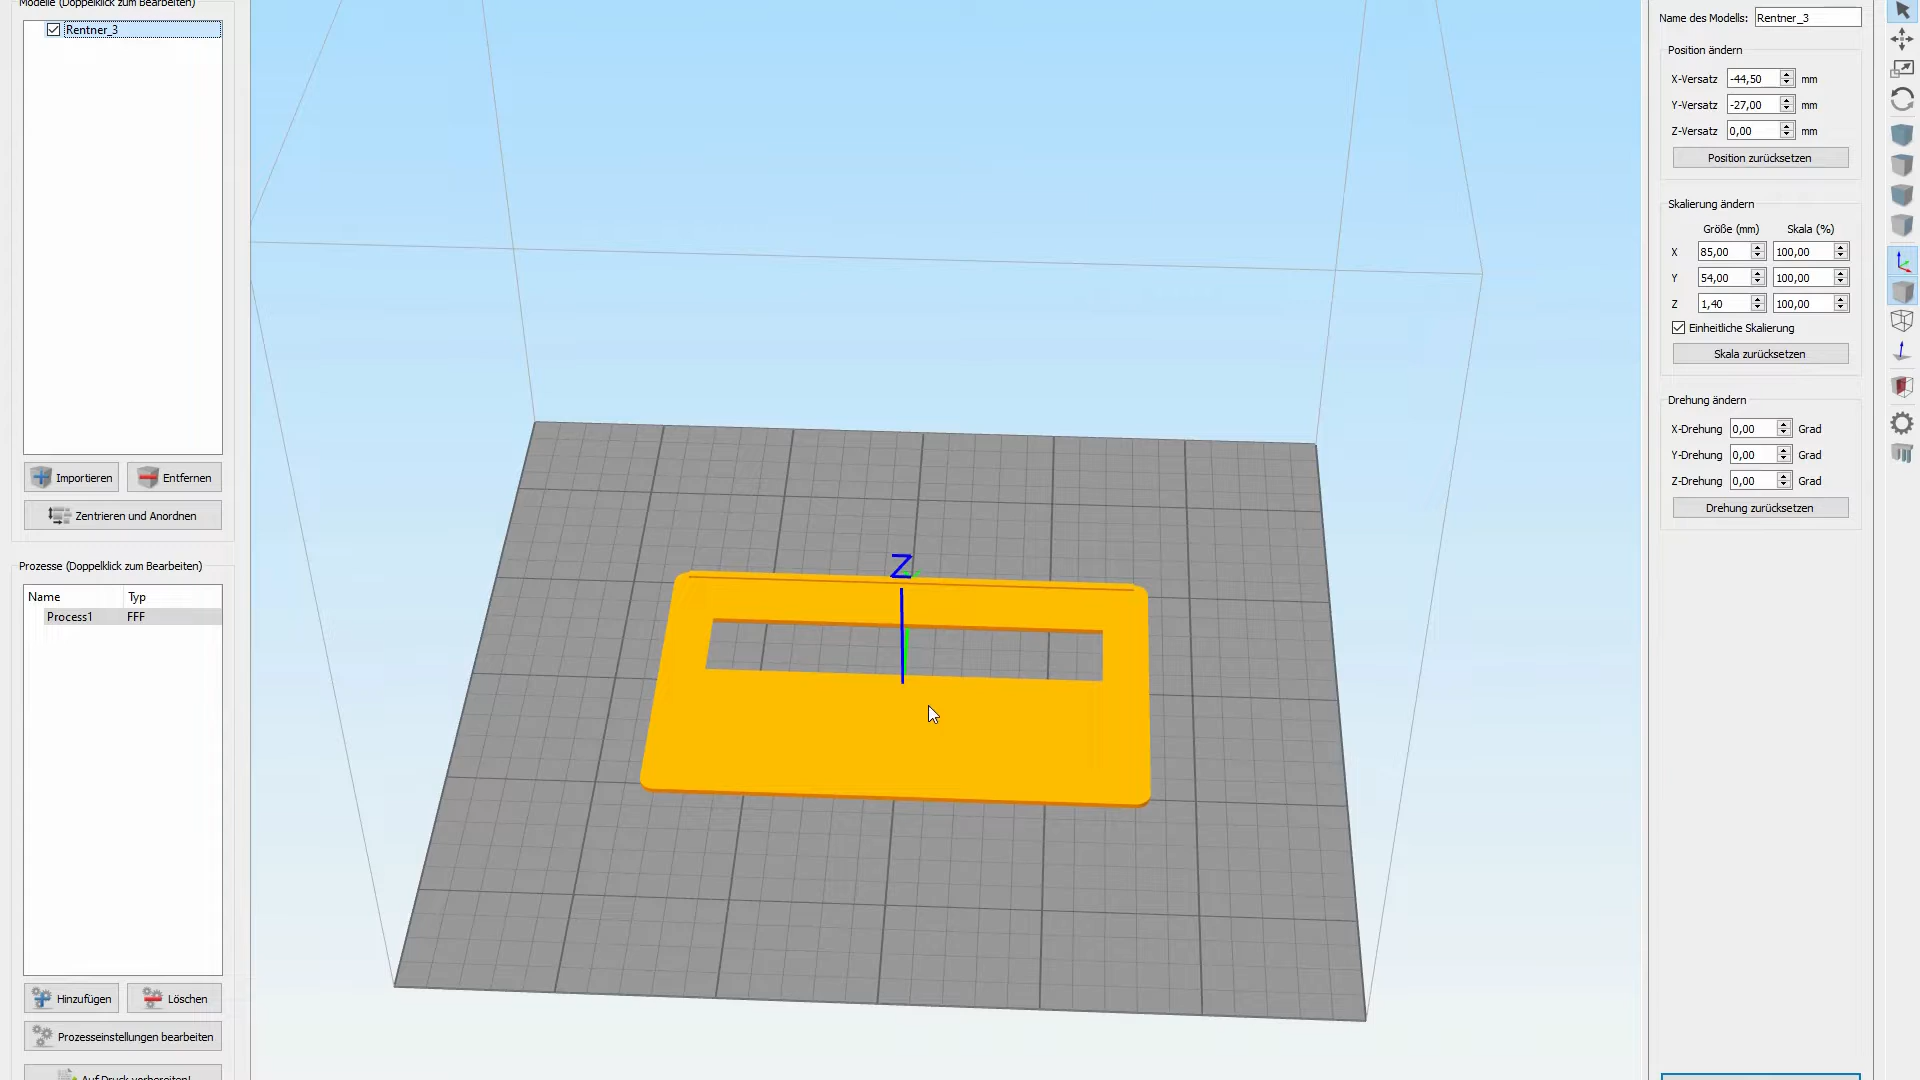 Modelle (Doppelklick zum Bearbeiten)
Rentner_3
Importieren
Entfernen
Zentrieren und Anordnen
Prozesse (Doppelklick zum Bearbeiten)
Name Typ
Process1 FFF
Hinzufügen
Löschen
Prozesseinstellungen bearbeiten
Auf Druck vorbereiten!
Z
Name des Modells: Rentner_3
Position ändern
X-Versatz -44,50 mm
Y-Versatz -27,00 mm
Z-Versatz 0,00 mm
Position zurücksetzen
Skalierung ändern
Größe (mm) Skala (%)
X 85,00 100,00
Y 54,00 100,00
Z 1,40 100,00
Einheitliche Skalierung
Skala zurücksetzen
Drehung ändern
X-Drehung 0,00 Grad
Y-Drehung 0,00 Grad
Z-Drehung 0,00 Grad
Drehung zurücksetzen